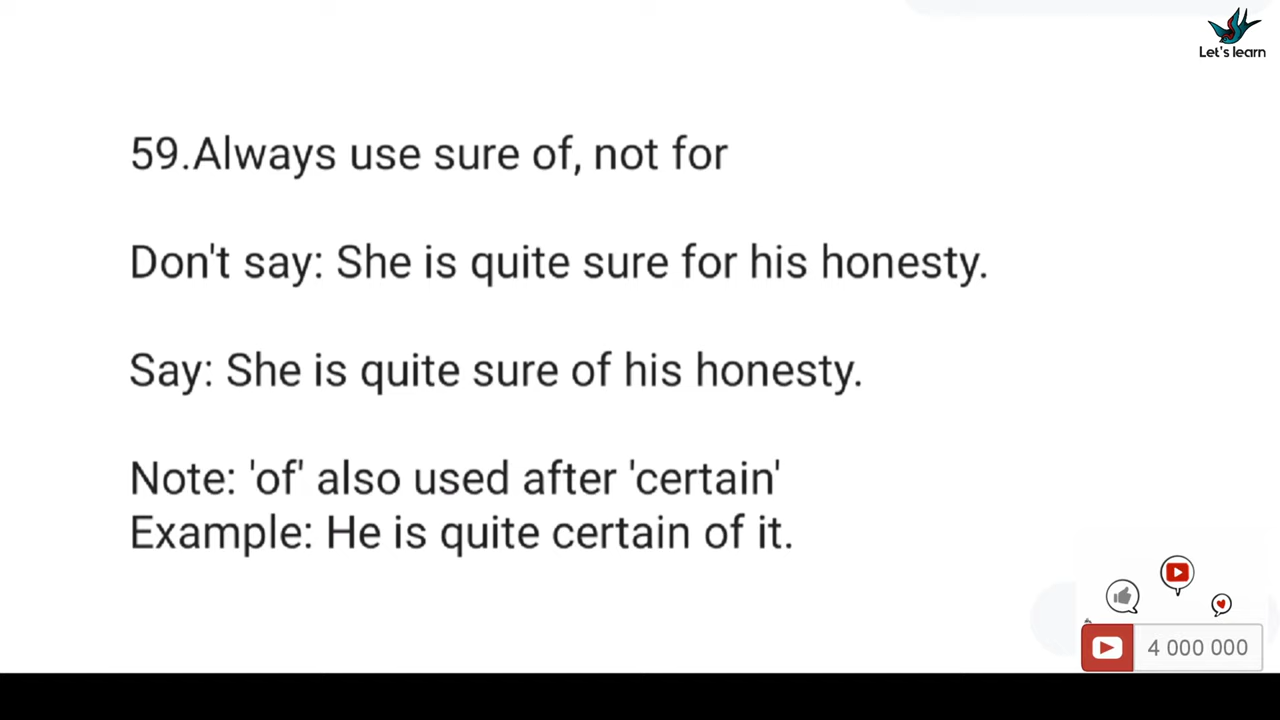 Let's learn
59.Always use sure of, not for
Don't say: She is quite sure for his honesty.
Say: She is quite sure of his honesty.
Note: 'of' also used after 'certain'
Example: He is quite certain of it.
4 000 000